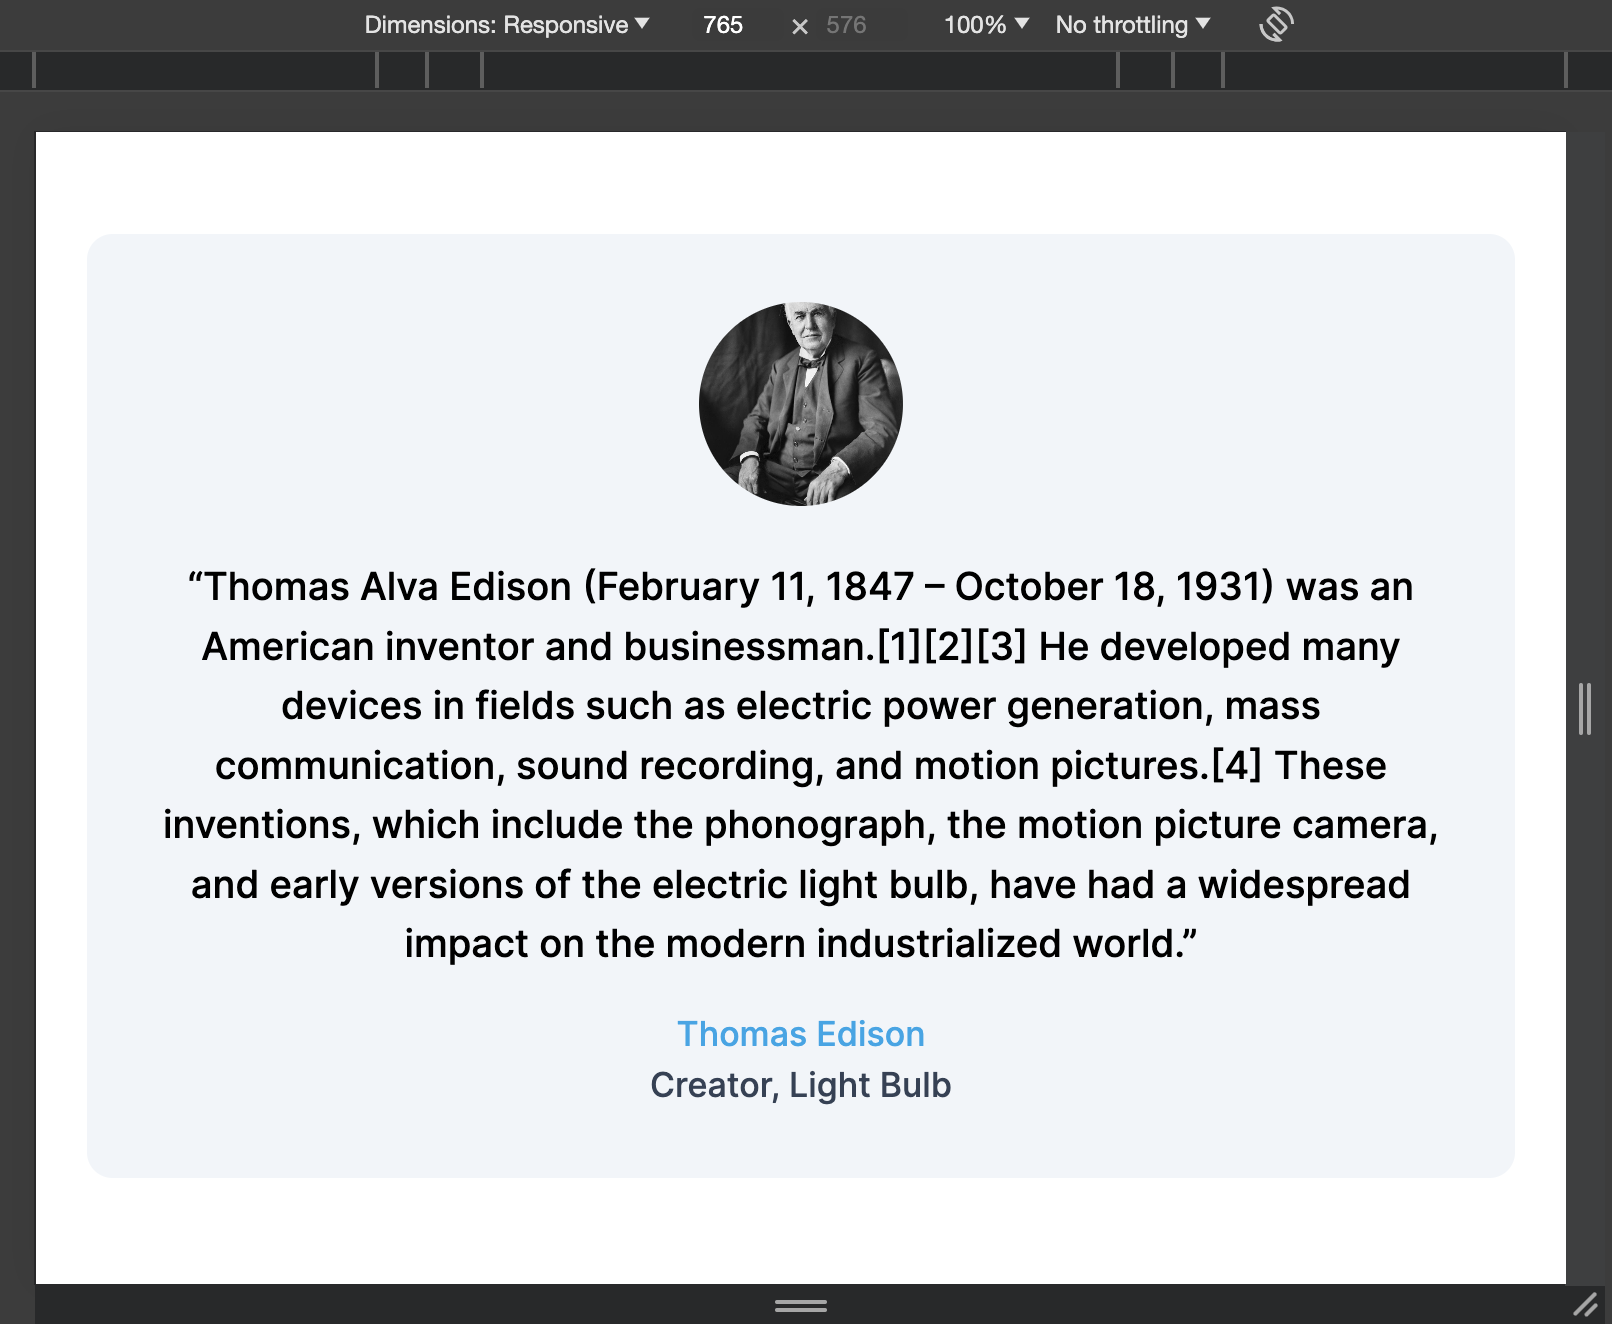 Dimensions: Responsive 765 × 576 100% No throttling
“Thomas Alva Edison (February 11, 1847 – October 18, 1931) was an
American inventor and businessman.[1][2][3] He developed many
devices in fields such as electric power generation, mass
communication, sound recording, and motion pictures.[4] These
inventions, which include the phonograph, the motion picture camera,
and early versions of the electric light bulb, have had a widespread
impact on the modern industrialized world.”
Thomas Edison
Creator, Light Bulb